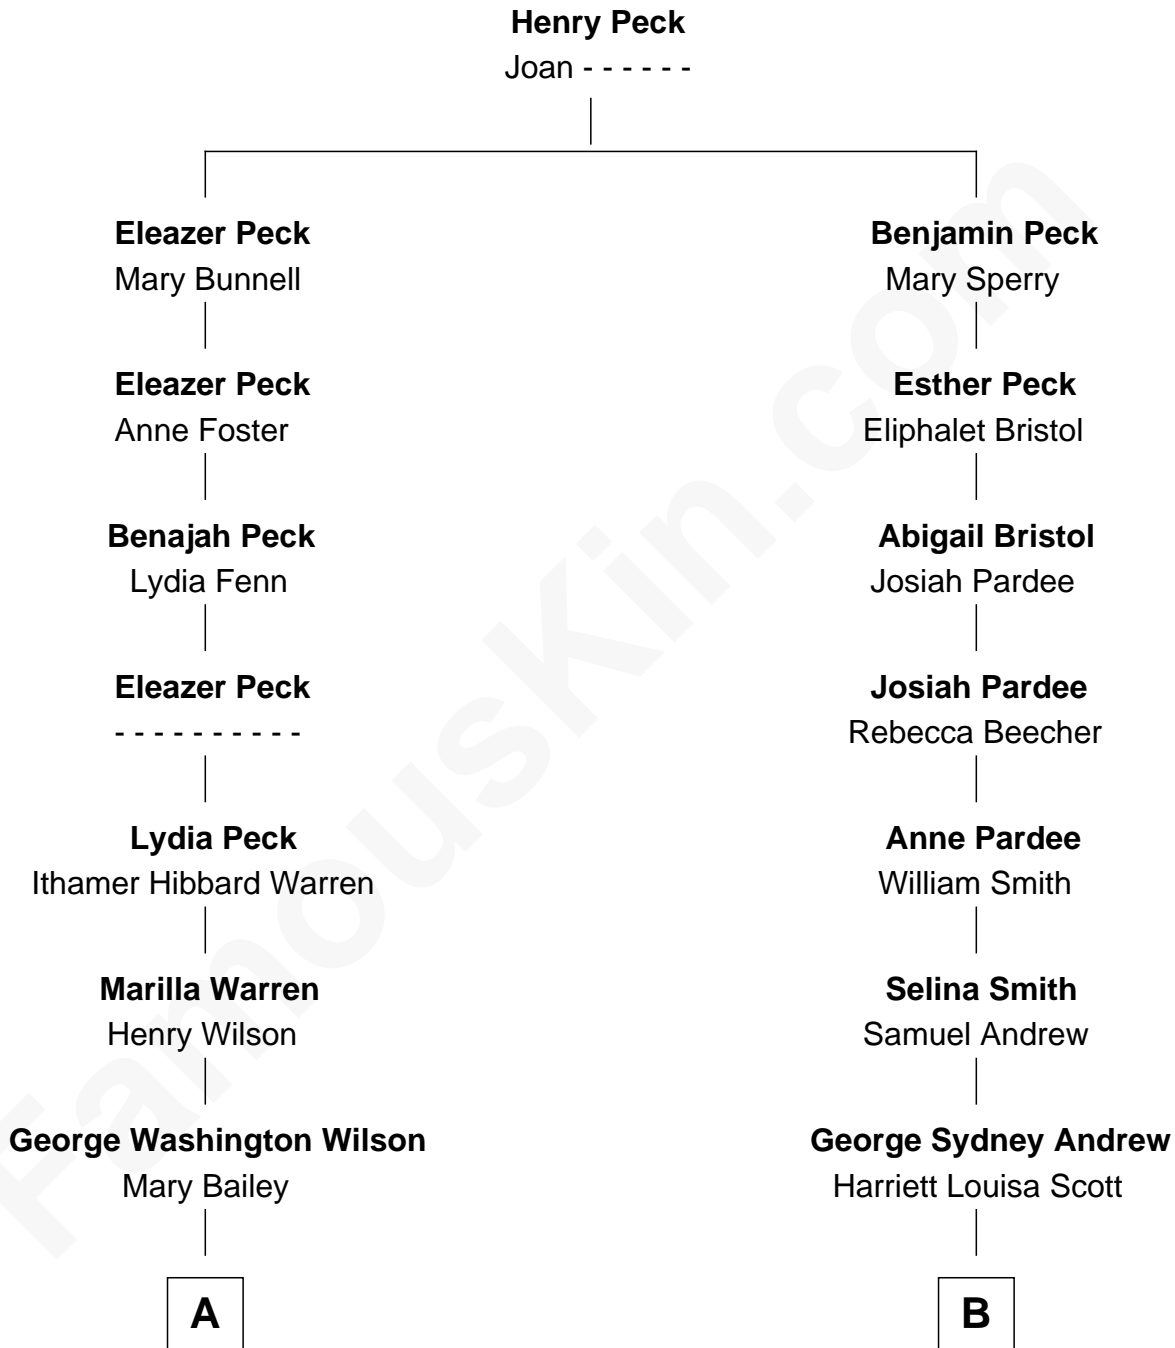 Henry Peck
Joan - - - - - -
Eleazer Peck
Mary Bunnell
Benjamin Peck
Mary Sperry
Eleazer Peck
Anne Foster
Esther Peck
Eliphalet Bristol
Benajah Peck
Lydia Fenn
Abigail Bristol
Josiah Pardee
Eleazer Peck
- - - - - - - - - -
Josiah Pardee
Rebecca Beecher
Lydia Peck
Ithamer Hibbard Warren
Anne Pardee
William Smith
Marilla Warren
Henry Wilson
Selina Smith
Samuel Andrew
George Washington Wilson
Mary Bailey
George Sydney Andrew
Harriett Louisa Scott
A
B
FamousKin.com